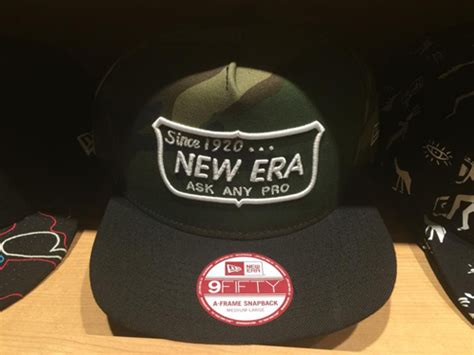 Since 1920...
NEW ERA
ASK ANY PRO
NEW ERA
9FIFTY
A-FRAME SNAPBACK
MEDIUM LARGE